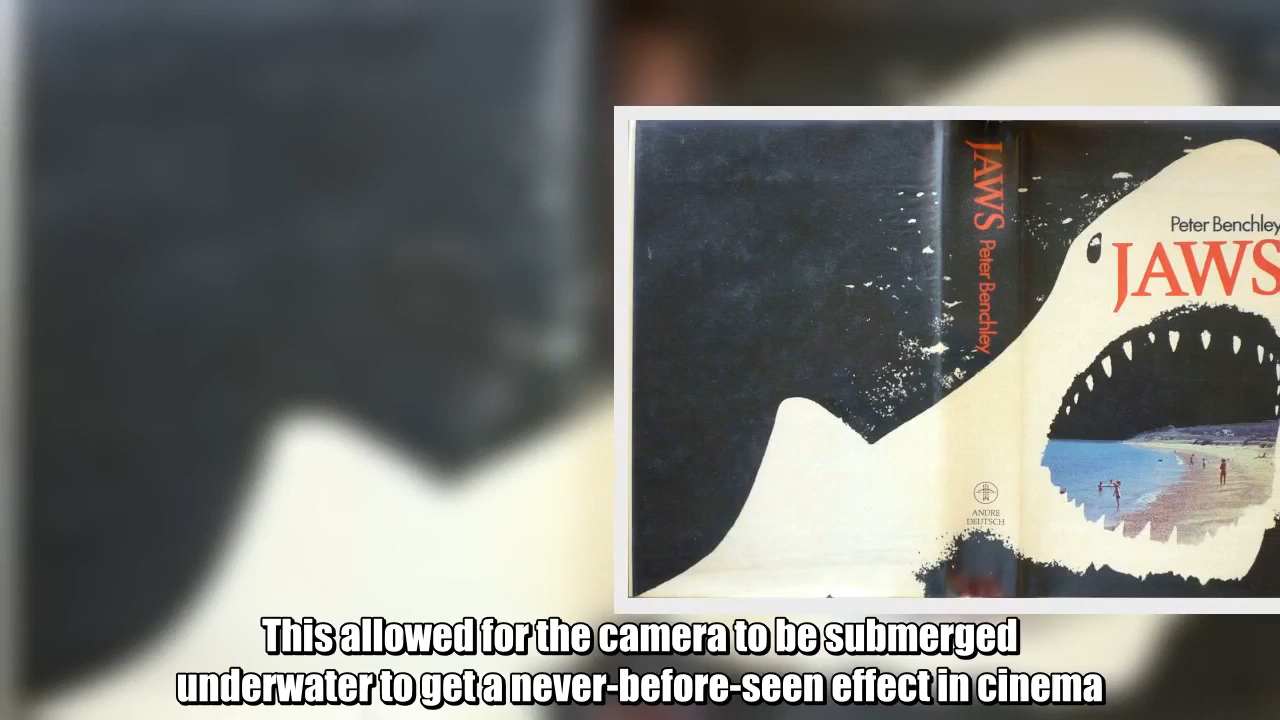 JAWS Peter Benchley
ANDRE
DEUTSCH
Peter Benchley
JAWS
This allowed for the camera to be submerged
underwater to get a never-before-seen effect in cinema